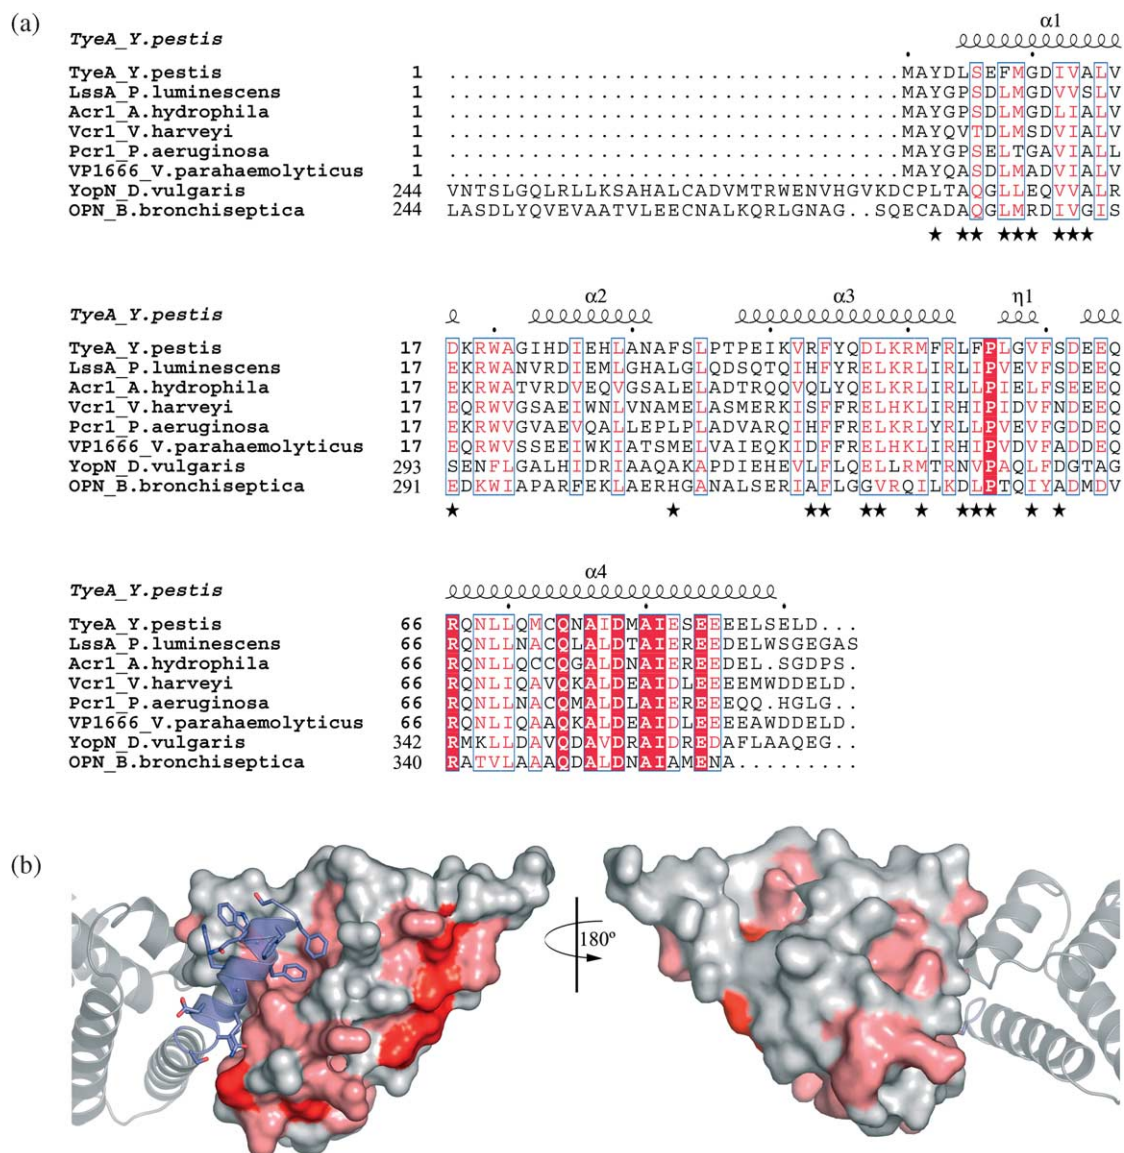 (a)
α1
TyeA_Y.pestis
TyeA_Y.pestis 1 .................................MAYDLSEFMGDIVALV
LssA_P.luminescens 1 .................................MAYGPSDLMGDVVSLV
Acr1_A.hydrophila 1 .................................MAYGPSDLMGDLIALV
Vcr1_V.harveyi 1 .................................MAYQVTDLMSDVIALV
Pcr1_P.aeruginosa 1 .................................MAYGPSELTGAVIALL
VP1666_V.parahaemolyticus 1 .................................MAYQASDLMADVIALV
YopN_D.vulgaris 244 VNTSLGQLRLLKSAHALCADVMTRWENVHGVKDCPLTAQGLLEQVVALR
OPN_B.bronchiseptica 244 LASDLYQVEVAATVLEECNALKQRLGNAG..SQECADAQGLMRDIVGIS
★ ★★ ★★★ ★★★
α2 α3 η1
TyeA_Y.pestis
TyeA_Y.pestis 17 DKRWAGIHDIEHLANAFSLPTPEIKVRFYQDLKRMFRLFPLGVFSDEEQ
LssA_P.luminescens 17 EKRWANVRDIEMLGHALGLQDSQTQIHFYRELKRLIRLIPVEVFSDEEQ
Acr1_A.hydrophila 17 EKRWATVRDVEQVGSALELADTRQQVQLYQELKRLIRLIPIELFSDEEQ
Vcr1_V.harveyi 17 EQRWVGSAEIWNLVNAMELASMERKISFFRELHKLIRHIPIDVFNDEEQ
Pcr1_P.aeruginosa 17 EKRWVGVAEVQALLEPLPLADVARQIHFFRELKRLYRLLPVEVFGDDEQ
VP1666_V.parahaemolyticus 17 EQRWVSSEEIWKIATSMELVAIEQKIDFFRELHKLIRHIPVDVFADDEQ
YopN_D.vulgaris 293 SENFLGALHIDRIAAQAKAPDIEHEVLFLQELLRMTRNVPAQLFDGTAG
OPN_B.bronchiseptica 291 EDKWIAPARFEKLAERHGANALSERIAFLGGVRQILKDLPTQIYADMDV
★ ★ ★★ ★★ ★ ★★★ ★ ★
α4
TyeA_Y.pestis
TyeA_Y.pestis 66 RQNLLQMCQNAIDMAIESEEEELSELD...
LssA_P.luminescens 66 RQNLLNACQLALDTAIEREEDELWSGEGAS
Acr1_A.hydrophila 66 RQNLLQCCQGALDNAIEREEDEL.SGDPS.
Vcr1_V.harveyi 66 RQNLIQAVQKALDEAIDLEEEEMWDDELD.
Pcr1_P.aeruginosa 66 RQNLLNACQMALDLAIEREEEQQ.HGLG..
VP1666_V.parahaemolyticus 66 RQNLIQAAQKALDEAIDLEEEEAWDDELD.
YopN_D.vulgaris 342 RMKLLDAVQDAVDRAIDREDAFLAAQEG..
OPN_B.bronchiseptica 340 RATVLAAAQDALDNAIAMENA.........
(b)
180º